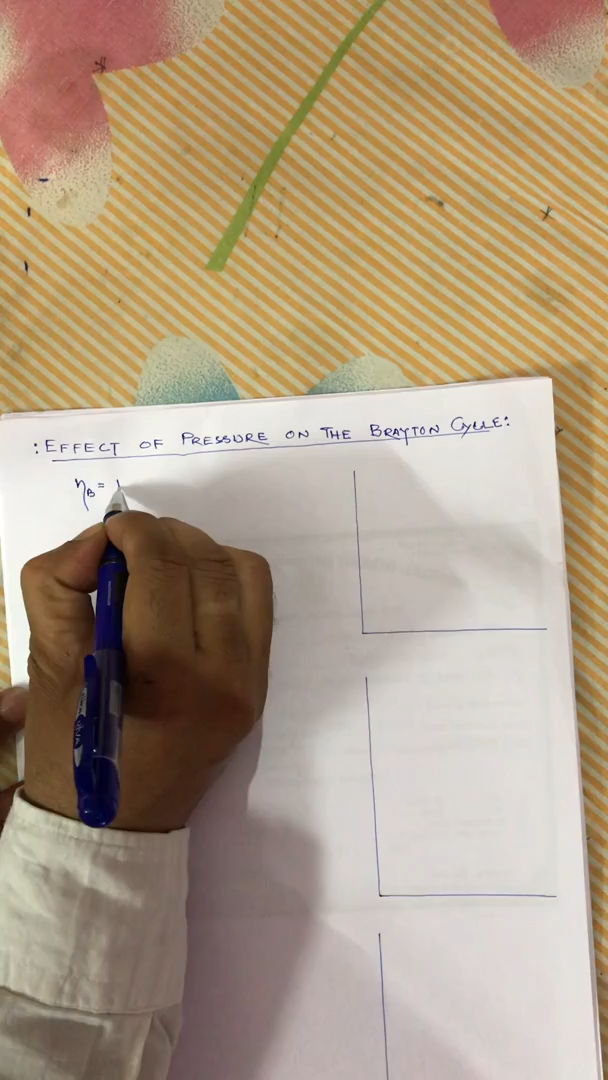 : EFFECT OF PRESSURE ON THE BRAYTON CYCLE:
ηB = 1